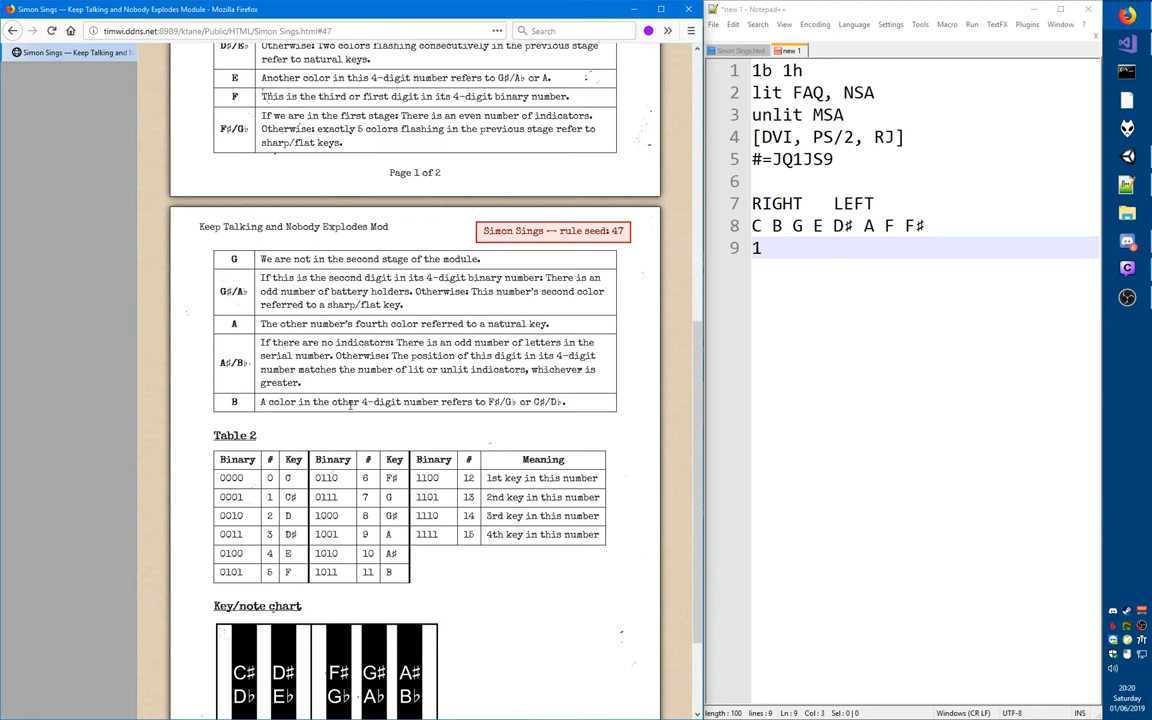 Simon Sings — Keep Talking and Nobody Explodes Module - Mozilla Firefox
timwi.ddns.net:8989/ktane/Public/HTML/Simon Sings.html#47
Search
Simon Sings — Keep Talking and N
D♯/E♭
Otherwise: Two colors flashing consecutively in the previous stage
refer to natural keys.
E Another color in this 4-digit number refers to G♯/A♭ or A.
F This is the third or first digit in its 4-digit binary number.
F♯/G♭
If we are in the first stage: There is an even number of indicators.
Otherwise: exactly 5 colors flashing in the previous stage refer to
sharp/flat keys.
Page 1 of 2
Keep Talking and Nobody Explodes Mod
Simon Sings — rule seed: 47
G We are not in the second stage of the module.
G♯/A♭
If this is the second digit in its 4-digit binary number: There is an
odd number of battery holders. Otherwise: This number's second color
referred to a sharp/flat key.
A The other number's fourth color referred to a natural key.
A♯/B♭
If there are no indicators: There is an odd number of letters in the
serial number. Otherwise: The position of this digit in its 4-digit
number matches the number of lit or unlit indicators, whichever is
greater.
B A color in the other 4-digit number refers to F♯/G♭ or C♯/D♭.
Table 2
Binary # Key Binary # Key Binary # Meaning
0000 0 C 0110 6 F♯ 1100 12 1st key in this number
0001 1 C♯ 0111 7 G 1101 13 2nd key in this number
0010 2 D 1000 8 G♯ 1110 14 3rd key in this number
0011 3 D♯ 1001 9 A 1111 15 4th key in this number
0100 4 E 1010 10 A♯
0101 5 F 1011 11 B
Key/note chart
C♯ D♯ F♯ G♯ A♯
D♭ E♭ G♭ A♭ B♭
*new 1 - Notepad++
File Edit Search View Encoding Language Settings Macro Run TextFX Plugins Window ?
X
Simon Sings.html new 1
1 1b 1h
2 lit FAQ, NSA
3 unlit MSA
4 [DVI, PS/2, RJ]
5 #=JQ1JS9
6
7 RIGHT LEFT
8 C B G E D♯ A F F♯
9 1
length : 100 lines : 9 Ln : 9 Col : 3 Sel : 0 | 0 Windows (CR LF) UTF-8 INS
20:20
Saturday
01/06/2019